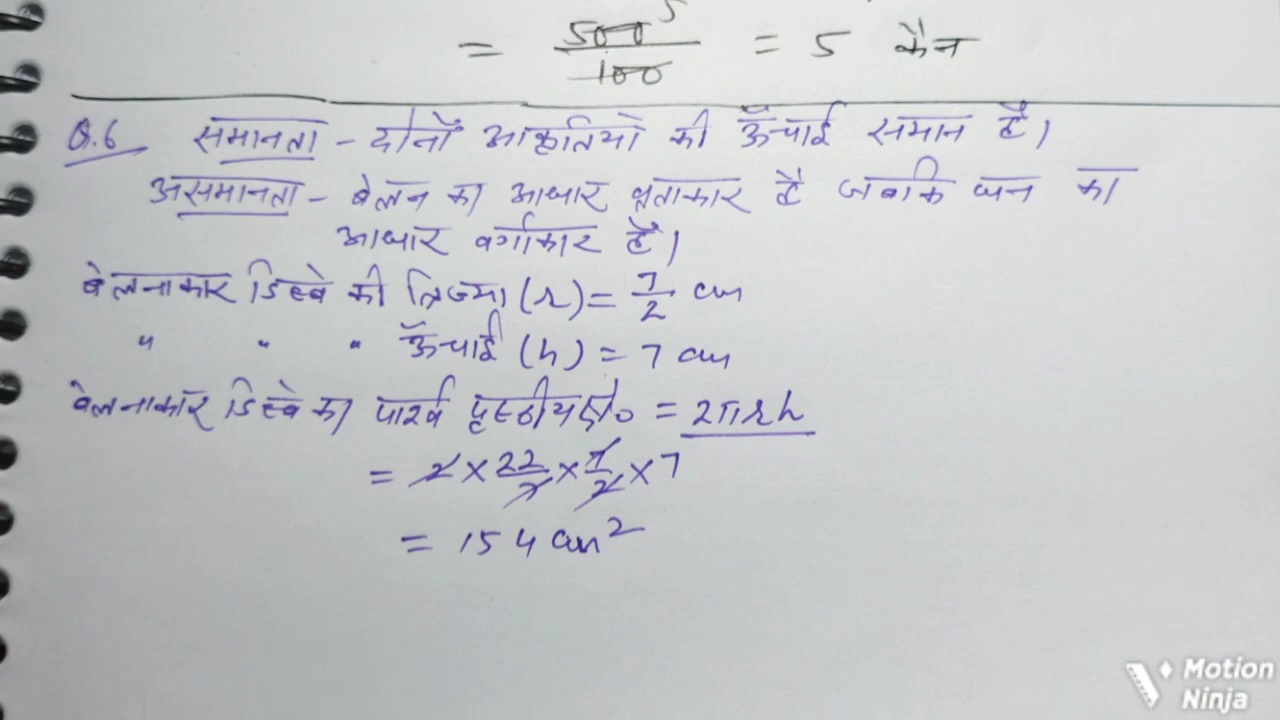 = 500⁵/100 = 5 कैन
Q.6 समानता - दोनों आकृतियों की ऊँचाई समान है।
असमानता - बेलन का आधार वृताकार है जबकि घन का
आधार वर्गाकार है।
बेलनाकार डिब्बे की त्रिज्या (r) = 7/2 cm
" " " ऊँचाई (h) = 7 cm
बेलनाकार डिब्बे का पार्श्व पृष्ठीय क्षे० = 2πrh
= 2 × 22/7 × 7/2 × 7
= 154 cm²
Motion
Ninja